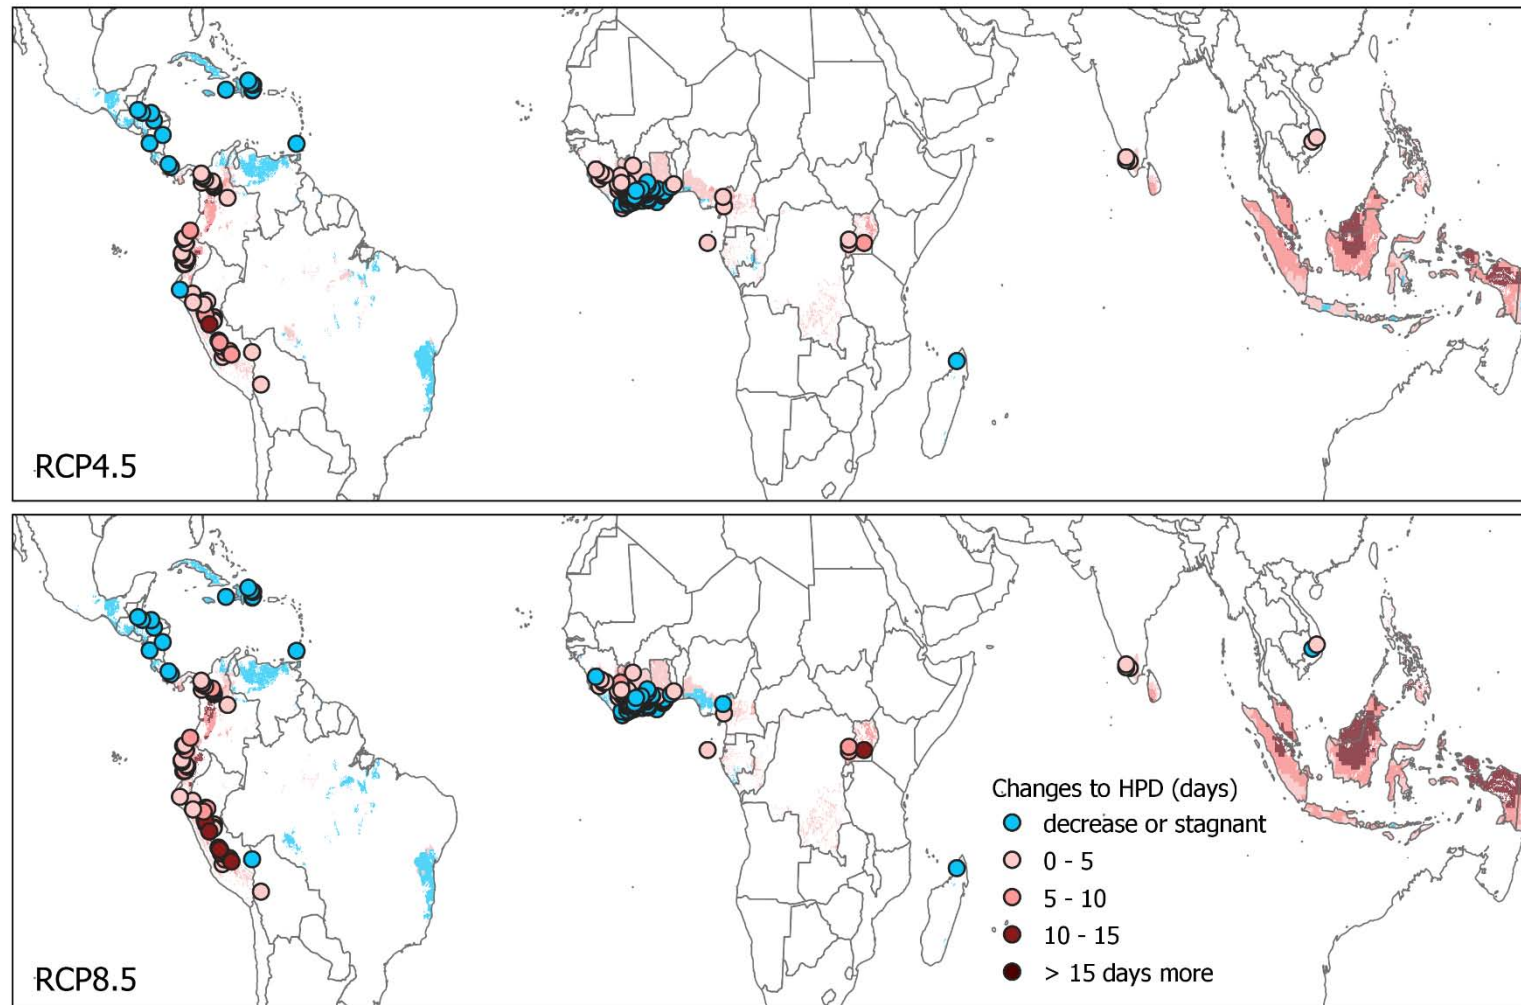 RCP4.5
Changes to HPD (days)
decrease or stagnant
0 - 5
5 - 10
10 - 15
> 15 days more
RCP8.5